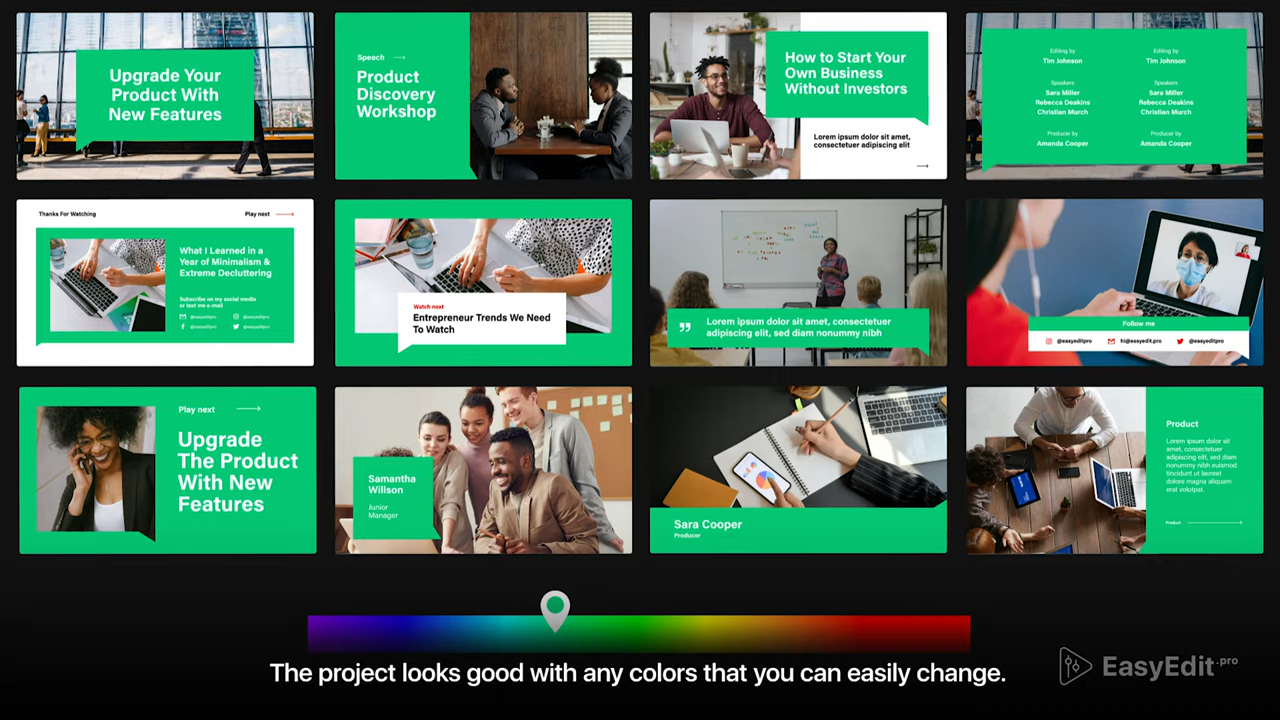 Upgrade Your
Product With
New Features
Speech
Product
Discovery
Workshop
How to Start Your
Own Business
Without Investors
Lorem ipsum dolor sit amet,
consectetuer adipiscing elit
Editing by
Tim Johnson
Speakers
Sara Miller
Rebecca Deakins
Christian Murch
Producer by
Amanda Cooper
Editing by
Tim Johnson
Speakers
Sara Miller
Rebecca Deakins
Christian Murch
Producer by
Amanda Cooper
Thanks For Watching
Play next
What I Learned in a
Year of Minimalism &
Extreme Decluttering
Subscribe on my social media
or text me e-mail
@easyeditpro
@easyeditpro
@easyeditpro
@easyeditpro
Watch next
Entrepreneur Trends We Need
To Watch
Lorem ipsum dolor sit amet, consectetuer
adipiscing elit, sed diam nonummy nibh
Follow me
@easyeditpro
hi@easyedit.pro
@easyeditpro
Play next
Upgrade
The Product
With New
Features
Samantha
Willson
Junior
Manager
Sara Cooper
Producer
Product
Lorem ipsum dolor sit
amet, consectetuer
adipiscing elit, sed diam
nonummy nibh euismod
tincidunt ut laoreet
dolore magna aliquam
erat volutpat.
Product
The project looks good with any colors that you can easily change.
EasyEdit.pro